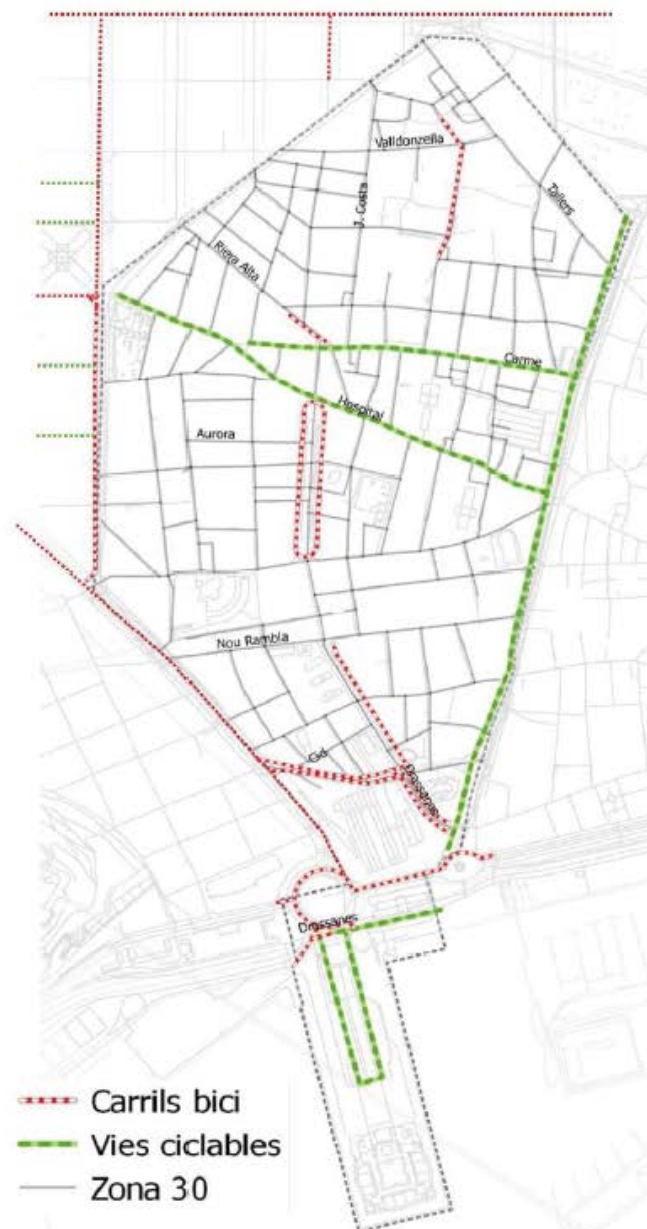 Valldonzella
Tallers
J. Costa
Riera Alta
Carme
Hospital
Aurora
Nou Rambla
Cid
Drassanes
Drassanes
Carrils bici
Vies ciclables
Zona 30